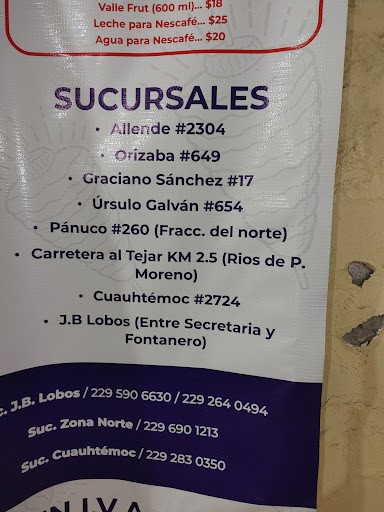 Valle Frut (600 ml)... $18
Leche para Nescafé... $25
Agua para Nescafé... $20
SUCURSALES
• Allende #2304
• Orizaba #649
• Graciano Sánchez #17
• Úrsulo Galván #654
• Pánuco #260 (Fracc. del norte)
• Carretera al Tejar KM 2.5 (Rios de P.
Moreno)
• Cuauhtémoc #2724
• J.B Lobos (Entre Secretaria y
Fontanero)
J.B. Lobos / 229 590 6630 / 229 264 0494
Suc. Zona Norte / 229 690 1213
Suc. Cuauhtémoc / 229 283 0350